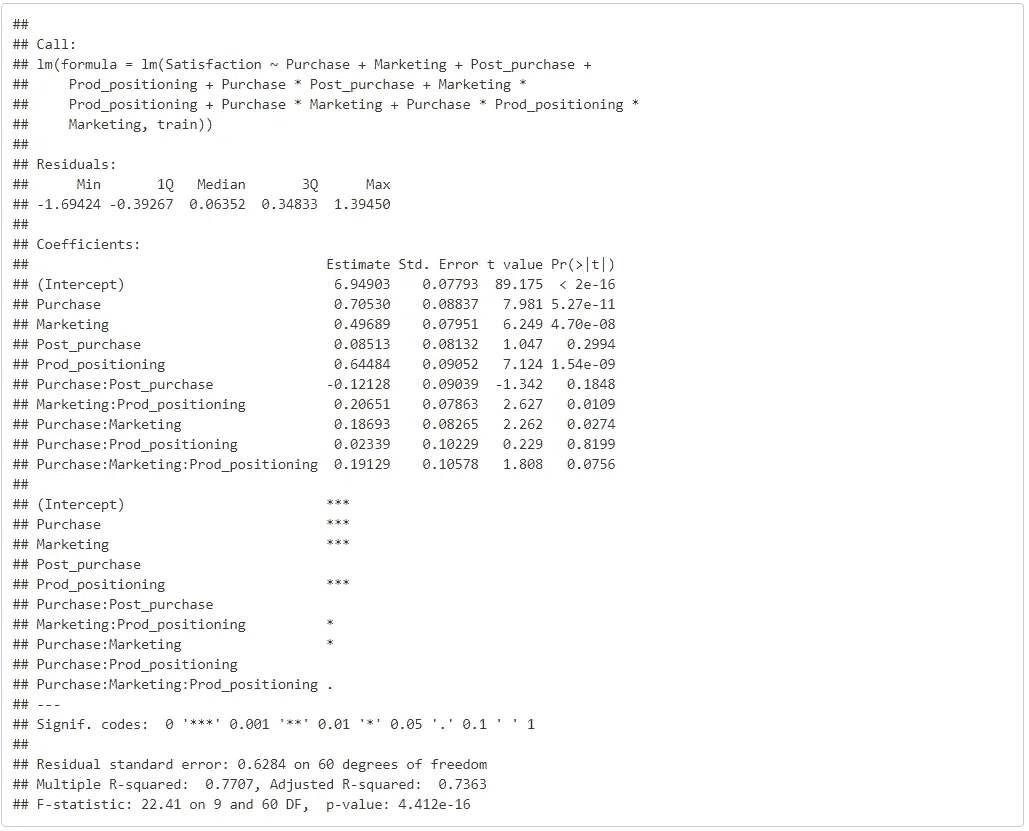 ##
## Call:
## lm(formula = lm(Satisfaction ~ Purchase + Marketing + Post_purchase +
##     Prod_positioning + Purchase * Post_purchase + Marketing *
##     Prod_positioning + Purchase * Marketing + Purchase * Prod_positioning *
##     Marketing, train))
##
## Residuals:
##      Min       1Q   Median       3Q      Max
## -1.69424 -0.39267  0.06352  0.34833  1.39450
##
## Coefficients:
##                                     Estimate Std. Error t value Pr(>|t|)
## (Intercept)                          6.94903    0.07793  89.175  < 2e-16
## Purchase                             0.70530    0.08837   7.981 5.27e-11
## Marketing                            0.49689    0.07951   6.249 4.70e-08
## Post_purchase                        0.08513    0.08132   1.047   0.2994
## Prod_positioning                     0.64484    0.09052   7.124 1.54e-09
## Purchase:Post_purchase              -0.12128    0.09039  -1.342   0.1848
## Marketing:Prod_positioning           0.20651    0.07863   2.627   0.0109
## Purchase:Marketing                   0.18693    0.08265   2.262   0.0274
## Purchase:Prod_positioning            0.02339    0.10229   0.229   0.8199
## Purchase:Marketing:Prod_positioning  0.19129    0.10578   1.808   0.0756
##
## (Intercept)                         ***
## Purchase                            ***
## Marketing                           ***
## Post_purchase
## Prod_positioning                    ***
## Purchase:Post_purchase
## Marketing:Prod_positioning          *
## Purchase:Marketing                  *
## Purchase:Prod_positioning
## Purchase:Marketing:Prod_positioning .
## ---
## Signif. codes:  0 '***' 0.001 '**' 0.01 '*' 0.05 '.' 0.1 ' ' 1
##
## Residual standard error: 0.6284 on 60 degrees of freedom
## Multiple R-squared:  0.7707, Adjusted R-squared:  0.7363
## F-statistic: 22.41 on 9 and 60 DF,  p-value: 4.412e-16